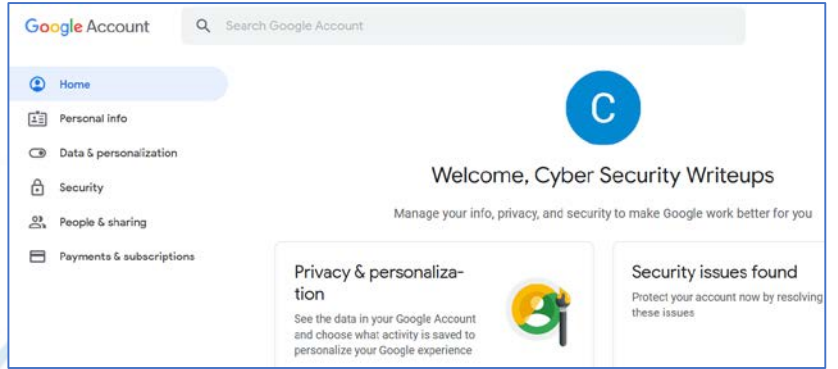 Google Account
Search Google Account
Home
Personal info
Data & personalization
Security
People & sharing
Payments & subscriptions
C
Welcome, Cyber Security Writeups
Manage your info, privacy, and security to make Google work better for you
Privacy & personaliza-
tion
See the data in your Google Account
and choose what activity is saved to
personalize your Google experience
Security issues found
Protect your account now by resolving
these issues